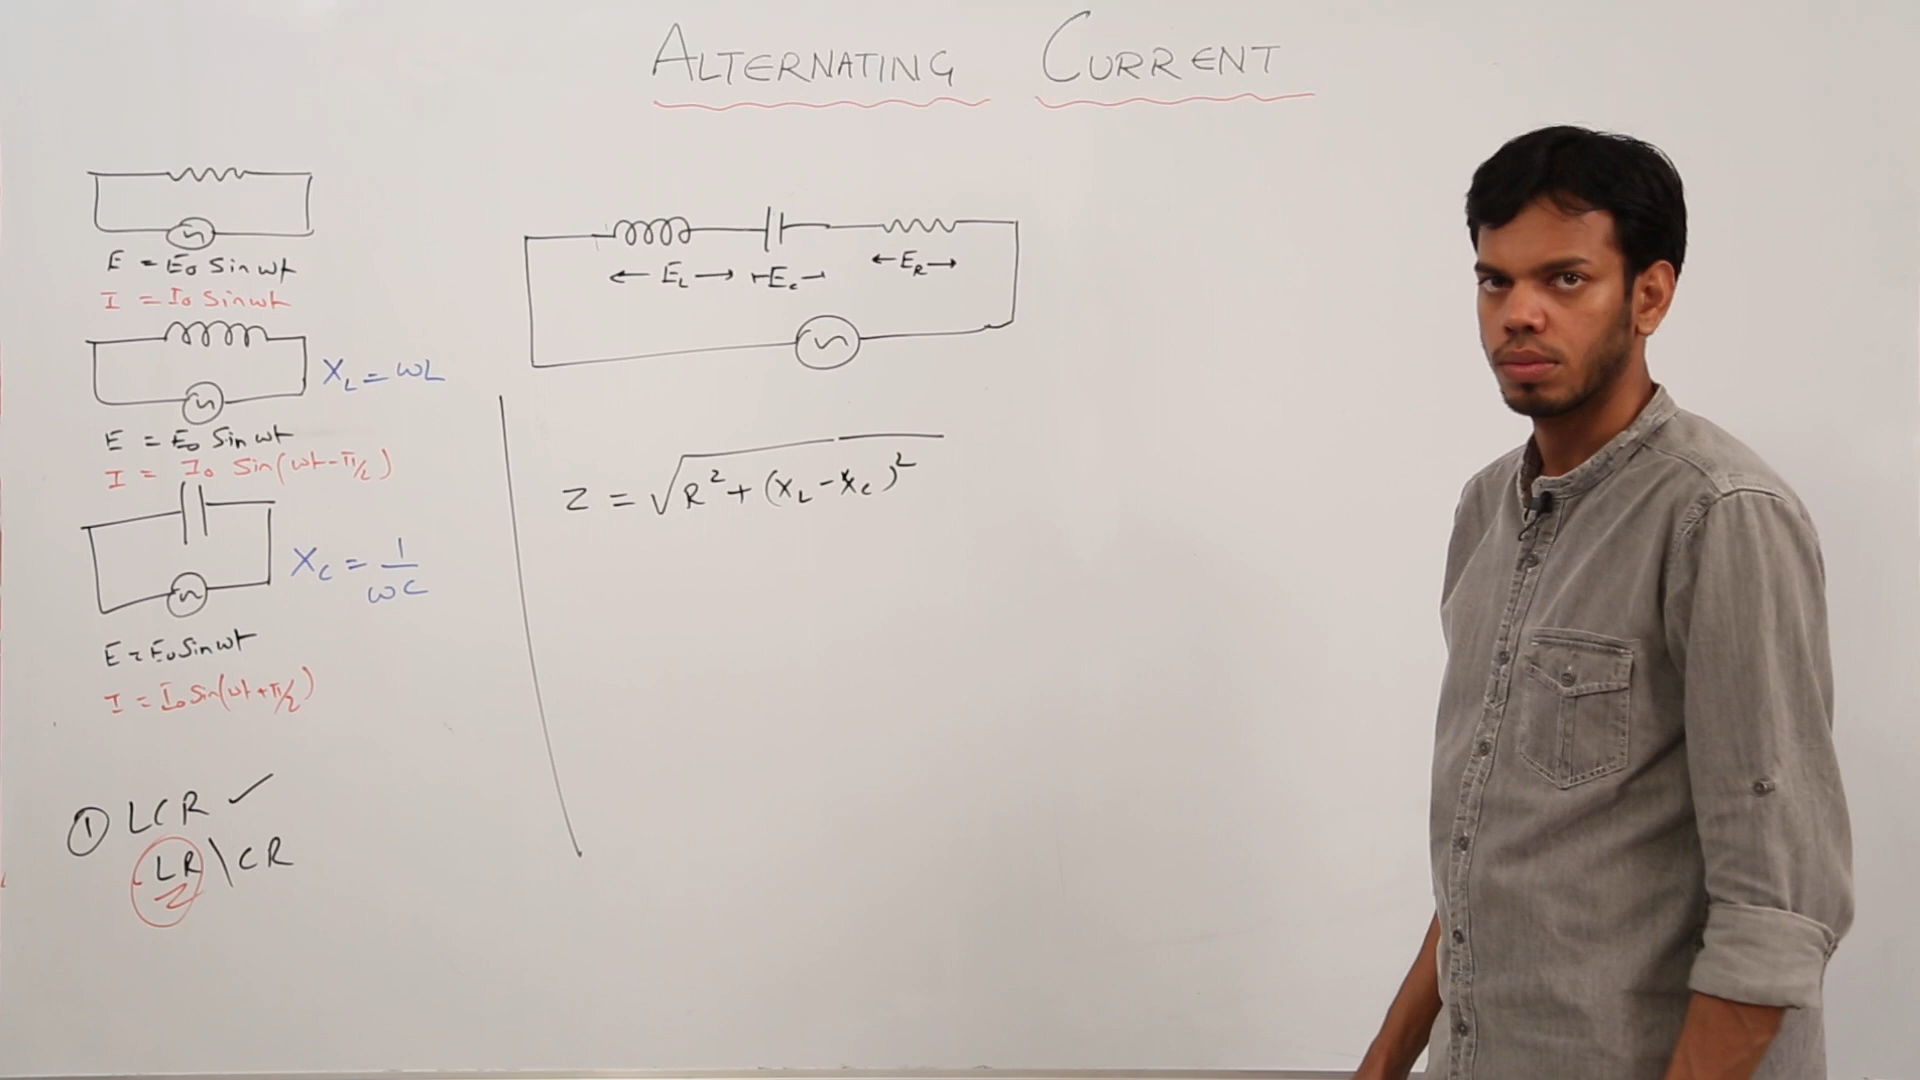 ALTERNATING CURRENT
E = E₀ Sin ωt
I = I₀ Sin ωt
X_L = ωL
E = E₀ Sin ωt
I = I₀ Sin(ωt - π/2)
X_C = 1/ωC
E = E₀ Sin ωt
I = I₀ Sin(ωt + π/2)
① LCR ✓
LR \ CR
← E_L → ←E_C→ ←E_R→
Z = √R² + (X_L - X_C)²